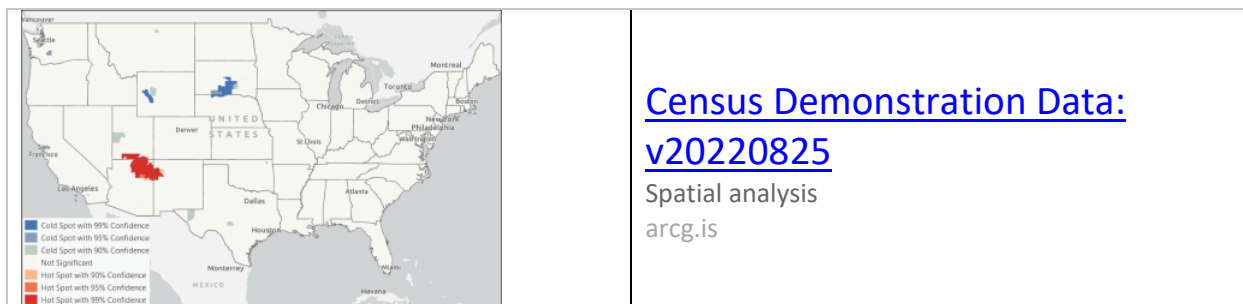 Vancouver
Seattle
Montreal
Toronto
Detroit
Chicago
Boston
New York
Philadelphia
UNITED
STATES
Denver
St Louis
Washington
Francisco
Los Angeles
Atlanta
Dallas
Houston
Monterrey
Miami
MÉXICO
Havana
CUBA
Cold Spot with 99% Confidence
Cold Spot with 95% Confidence
Cold Spot with 90% Confidence
Not Significant
Hot Spot with 90% Confidence
Hot Spot with 95% Confidence
Hot Spot with 99% Confidence
Census Demonstration Data:
v20220825
Spatial analysis
arcg.is